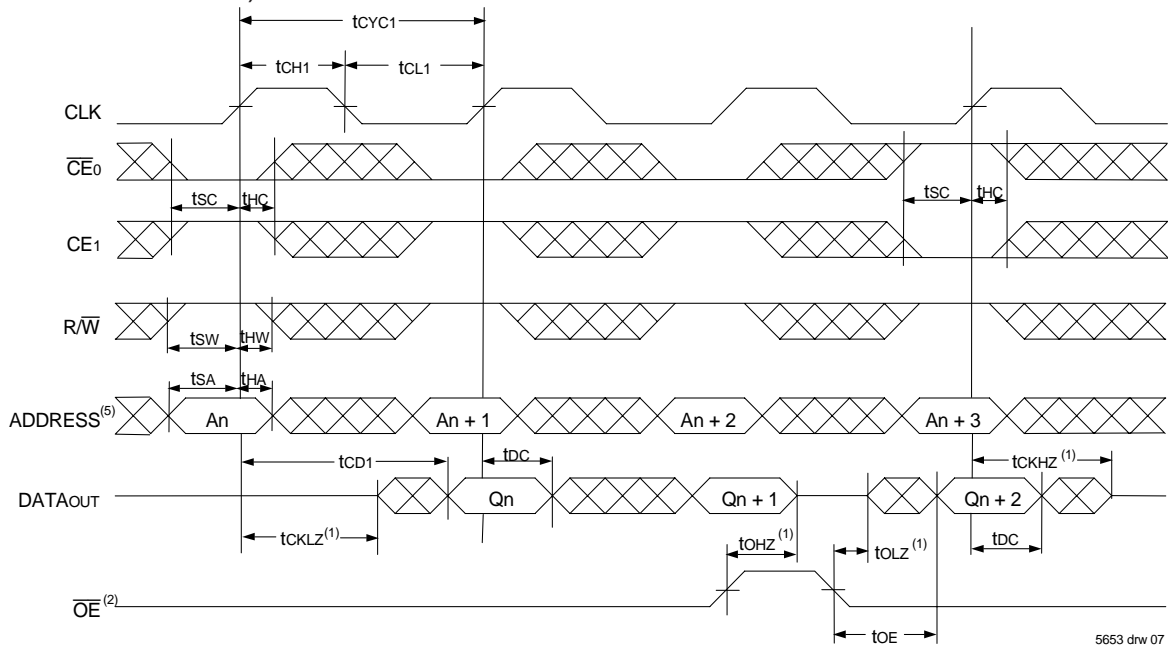 tCYC1
tCH1
tCL1
CLK
CE0
tSC
tHC
tSC
tHC
CE1
R/W
tSW
tHW
tSA
tHA
ADDRESS(5)
An
An + 1
An + 2
An + 3
tCD1
tDC
tCKHZ(1)
DATAOUT
Qn
Qn + 1
Qn + 2
tCKLZ(1)
tOHZ(1)
tOLZ(1)
tDC
OE(2)
tOE
5653 drw 07